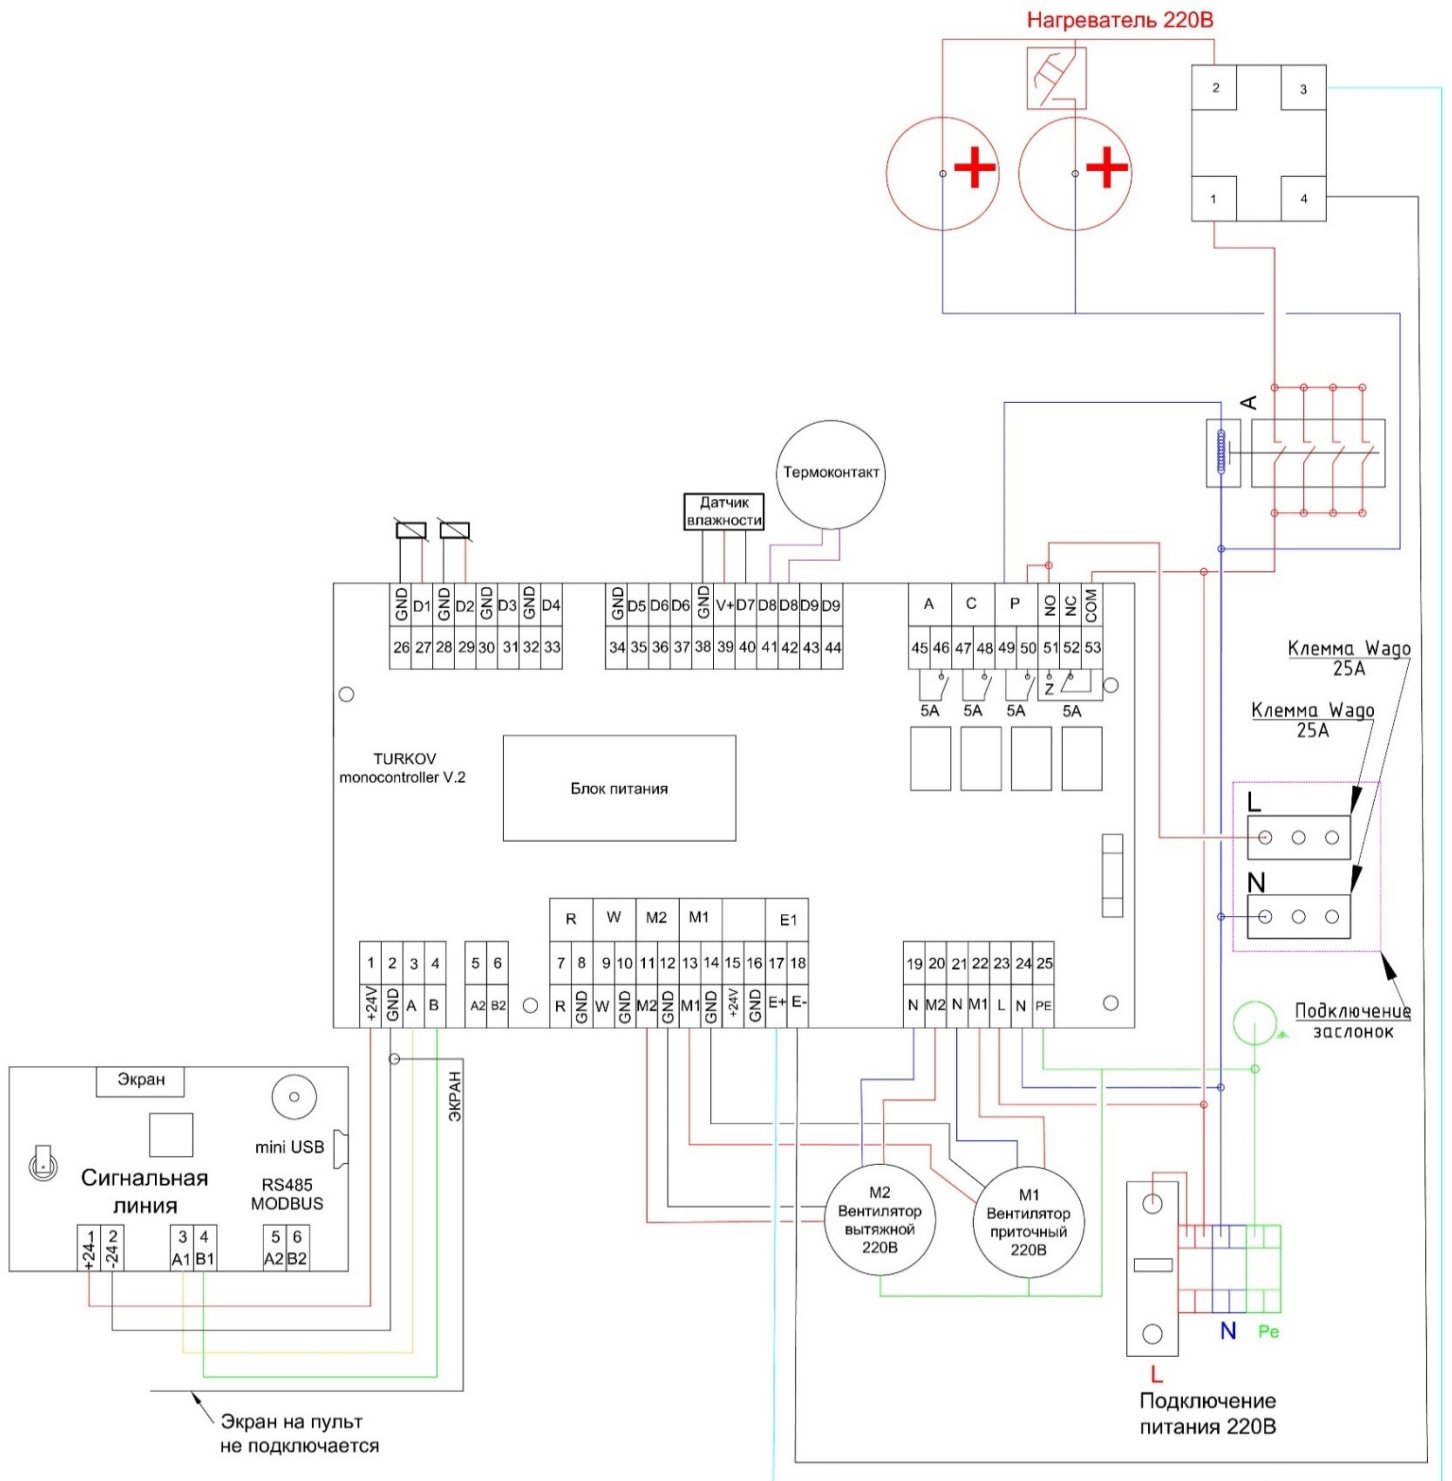 Нагреватель 220В
2
3
1
4
A
Термоконтакт
Датчик
влажности
GND D1 GND D2 GND D3 GND D4
26 27 28 29 30 31 32 33
GND D5 D6 D6 GND V+ D7 D8 D8 D9 D9
34 35 36 37 38 39 40 41 42 43 44
A C P NO NC COM
45 46 47 48 49 50 51 52 53
Z
5A 5A 5A 5A
Клемма Wago
25А
Клемма Wago
25А
TURKOV
monocontroller V.2
Блок питания
L
N
Подключение
заслонок
R W M2 M1 E1
1 2 3 4
5 6
7 8 9 10 11 12 13 14 15 16 17 18
19 20 21 22 23 24 25
+24V GND A B
A2 B2
R GND W GND M2 GND M1 GND +24V GND E+ E-
N M2 N M1 L N PE
Экран
ЭКРАН
mini USB
Сигнальная
линия
RS485
MODBUS
1 2
+24 -24
3 4
A1 B1
5 6
A2 B2
M2
Вентилятор
вытяжной
220В
M1
Вентилятор
приточный
220В
N
Pe
L
Подключение
питания 220В
Экран на пульт
не подключается